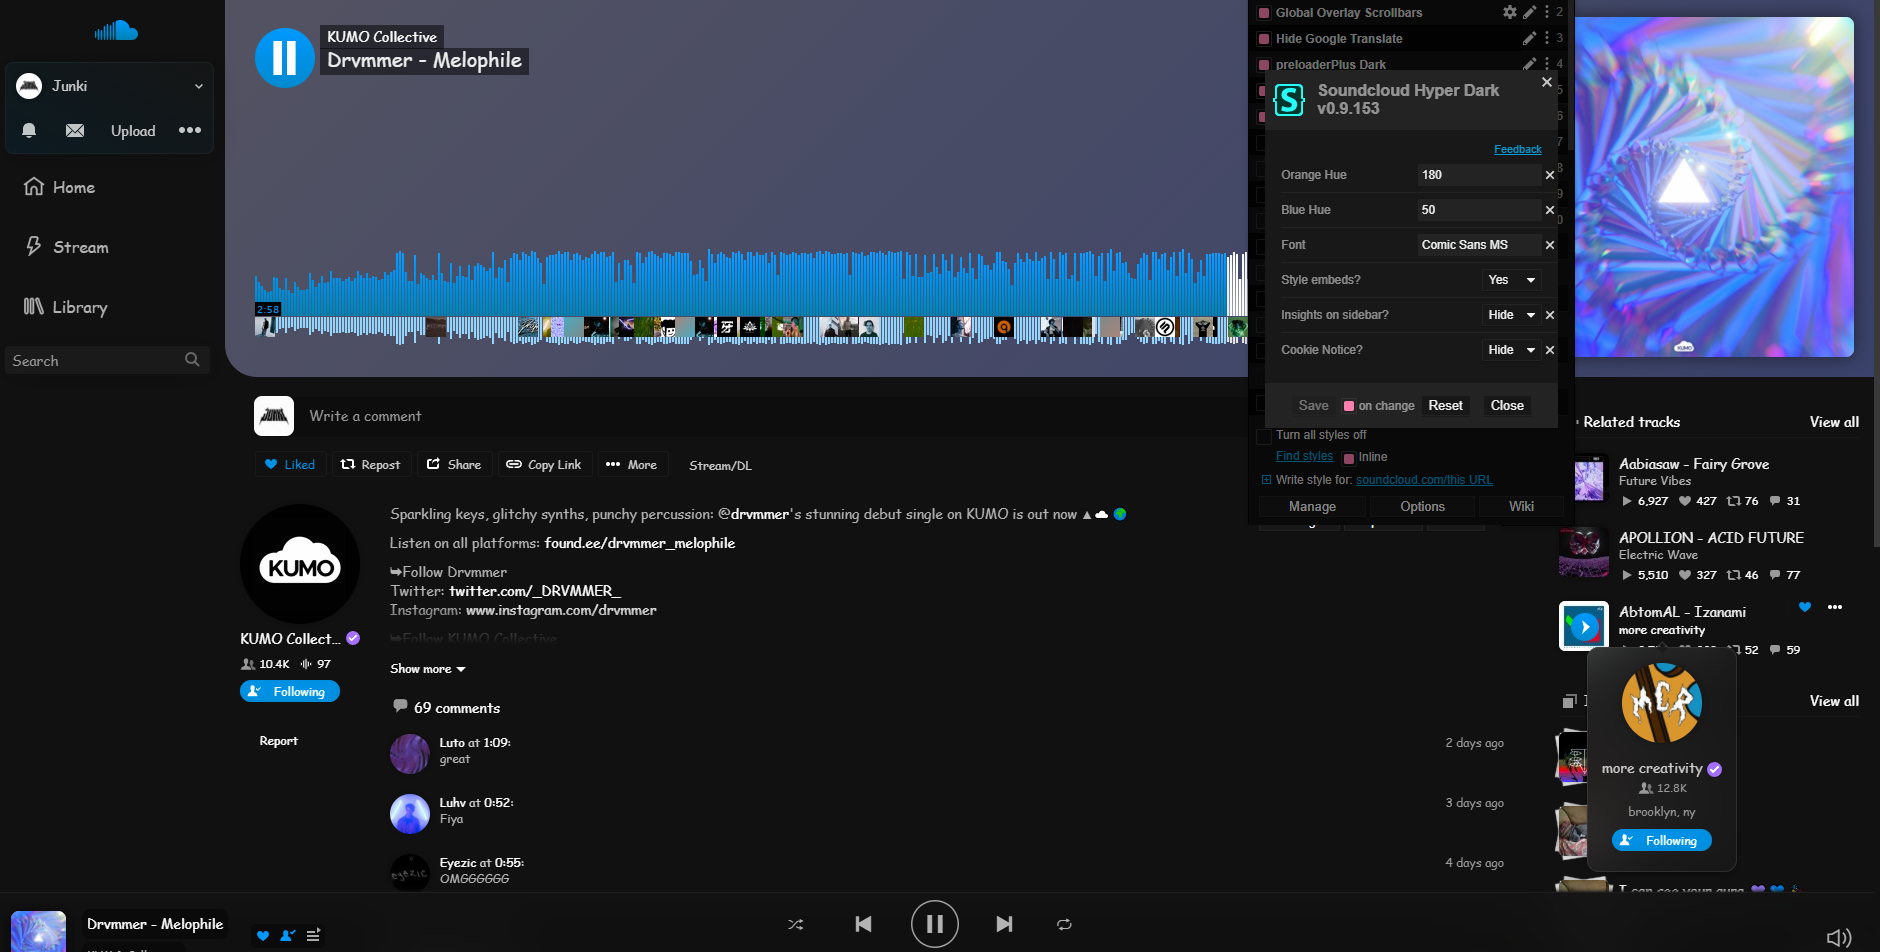 Junki
Upload
Home
Stream
Library
Search
KUMO Collective
Drvmmer - Melophile
2:58
Global Overlay Scrollbars
2
Hide Google Translate
3
preloaderPlus Dark
4
5
6
7
8
9
0
Soundcloud Hyper Dark
v0.9.153
Feedback
Orange Hue
180
Blue Hue
50
Font
Comic Sans MS
Style embeds?
Yes
Insights on sidebar?
Hide
Cookie Notice?
Hide
Save
on change
Reset
Close
Turn all styles off
Find styles
Inline
Write style for: soundcloud.com/this URL
Manage
Options
Wiki
KUMO
JUNKI
Write a comment
Liked
Repost
Share
Copy Link
More
Stream/DL
KUMO
KUMO Collect...
10.4K
97
Following
Report
Sparkling keys, glitchy synths, punchy percussion: @drvmmer's stunning debut single on KUMO is out now ▲☁🌍
Listen on all platforms: found.ee/drvmmer_melophile
➥Follow Drvmmer
Twitter: twitter.com/_DRVMMER_
Instagram: www.instagram.com/drvmmer
➥Follow KUMO Collective
Show more
69 comments
Luto at 1:09:
great
2 days ago
Luhv at 0:52:
Fiya
3 days ago
eyezic
Eyezic at 0:55:
OMGGGGGG
4 days ago
Related tracks
View all
Aabiasaw - Fairy Grove
Future Vibes
6,927
427
76
31
APOLLION - ACID FUTURE
Electric Wave
5,510
327
46
77
AbtomAL - Izanami
more creativity
52
59
View all
MCR
more creativity
12.8K
brooklyn, ny
Following
I can see your aura 💜💙
Drvmmer - Melophile